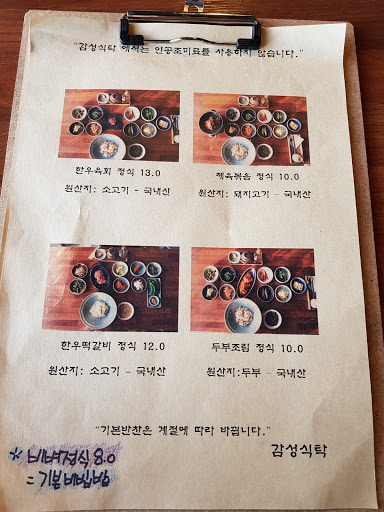 "감성식탁 에서는 인공조미료를 사용하지 않습니다."
한우육회 정식 13.0
원산지: 소고기 - 국내산
제육볶음 정식 10.0
원산지: 돼지고기 - 국내산
한우떡갈비 정식 12.0
원산지: 소고기 - 국내산
두부조림 정식 10.0
원산지:두부 - 국내산
"기본반찬은 계절에 따라 바뀝니다."
감성식탁
* 비벼정식 8.0
= 기본비빔밥